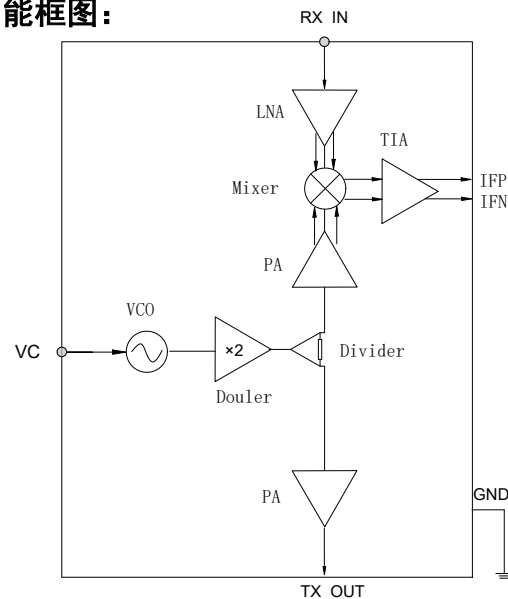 能框图：
RX IN
LNA
TIA
Mixer
IFP
IFN
PA
VCO
VC
×2
Divider
Douler
PA
GND
TX OUT